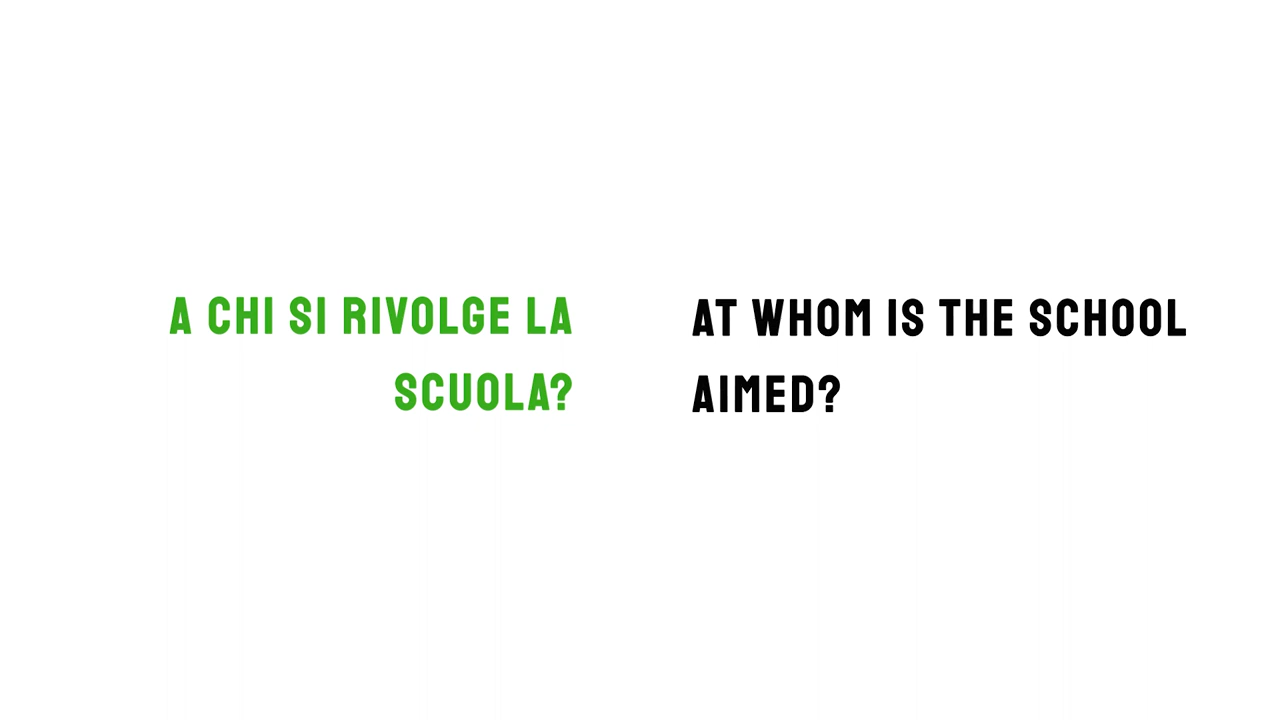 A CHI SI RIVOLGE LA
SCUOLA?
AT WHOM IS THE SCHOOL
AIMED?